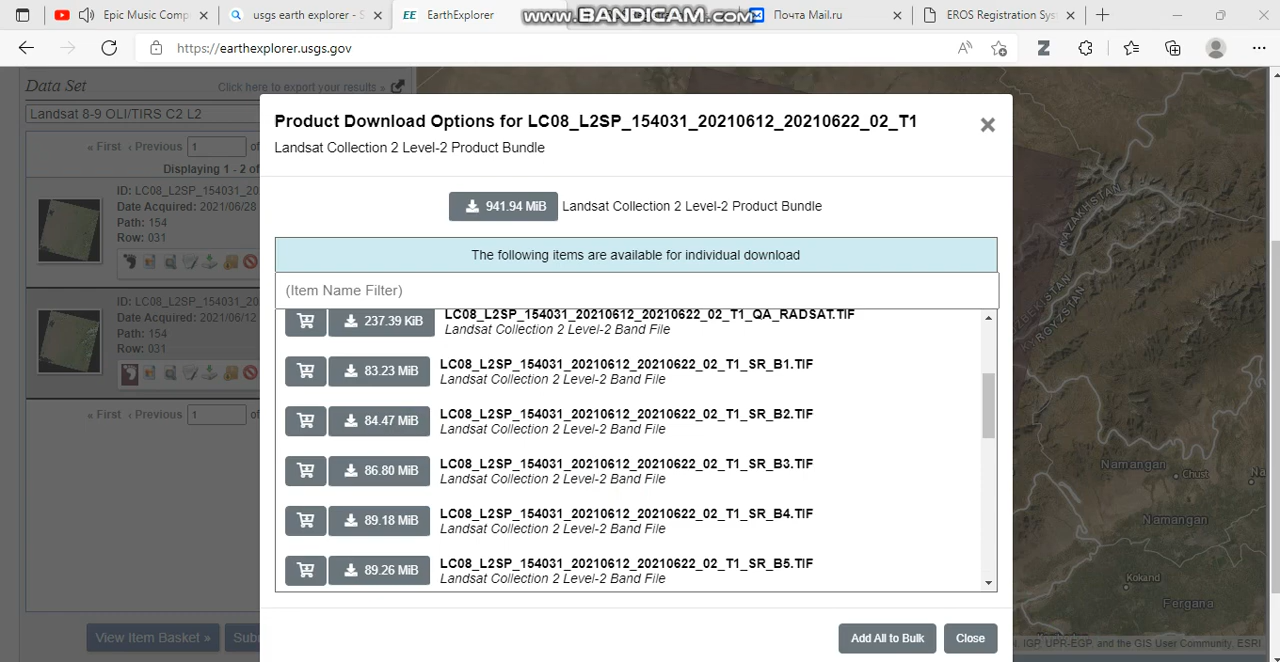 Epic Music Comp
usgs earth explorer - S
EE EarthExplorer
www.BANDICAM.com
Почта Mail.ru
EROS Registration Sys
https://earthexplorer.usgs.gov
Data Set
Click here to export your results »
Landsat 8-9 OLI/TIRS C2 L2
« First ‹ Previous 1 of
Displaying 1 - 2 of
ID: LC08_L2SP_154031_20
Date Acquired: 2021/06/28
Path: 154
Row: 031
ID: LC08_L2SP_154031_20
Date Acquired: 2021/06/12
Path: 154
Row: 031
« First ‹ Previous 1 of
View Item Basket »
Sub
Product Download Options for LC08_L2SP_154031_20210612_20210622_02_T1
Landsat Collection 2 Level-2 Product Bundle
941.94 MiB Landsat Collection 2 Level-2 Product Bundle
The following items are available for individual download
(Item Name Filter)
237.39 KiB LC08_L2SP_154031_20210612_20210622_02_T1_QA_RADSAT.TIF
Landsat Collection 2 Level-2 Band File
83.23 MiB LC08_L2SP_154031_20210612_20210622_02_T1_SR_B1.TIF
Landsat Collection 2 Level-2 Band File
84.47 MiB LC08_L2SP_154031_20210612_20210622_02_T1_SR_B2.TIF
Landsat Collection 2 Level-2 Band File
86.80 MiB LC08_L2SP_154031_20210612_20210622_02_T1_SR_B3.TIF
Landsat Collection 2 Level-2 Band File
89.18 MiB LC08_L2SP_154031_20210612_20210622_02_T1_SR_B4.TIF
Landsat Collection 2 Level-2 Band File
89.26 MiB LC08_L2SP_154031_20210612_20210622_02_T1_SR_B5.TIF
Landsat Collection 2 Level-2 Band File
Add All to Bulk
Close
KAZAKHSTAN
UZBEKISTAN
KYRGYZSTAN
Namangan
Chust
Na
Namangan
Kokand
Fergana
IGP, UPR-EGP, and the GIS User Community, ESRI